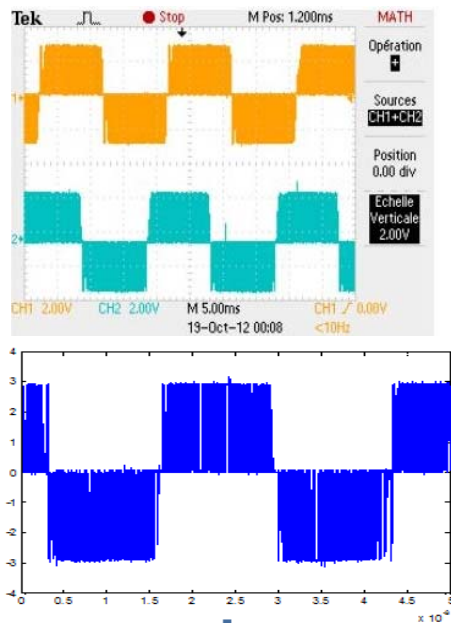 Tek Stop M Pos: 1.200ms MATH
Opération
+
Sources
CH1+CH2
Position
0.00 div
Echelle
Verticale
2.00V
1
2
CH1 2.00V CH2 2.00V M 5.00ms CH1 0.00V
19-Oct-12 00:08 <10Hz
4
3
2
1
0
-1
-2
-3
-4
0 0.5 1 1.5 2 2.5 3 3.5 4 4.5 5